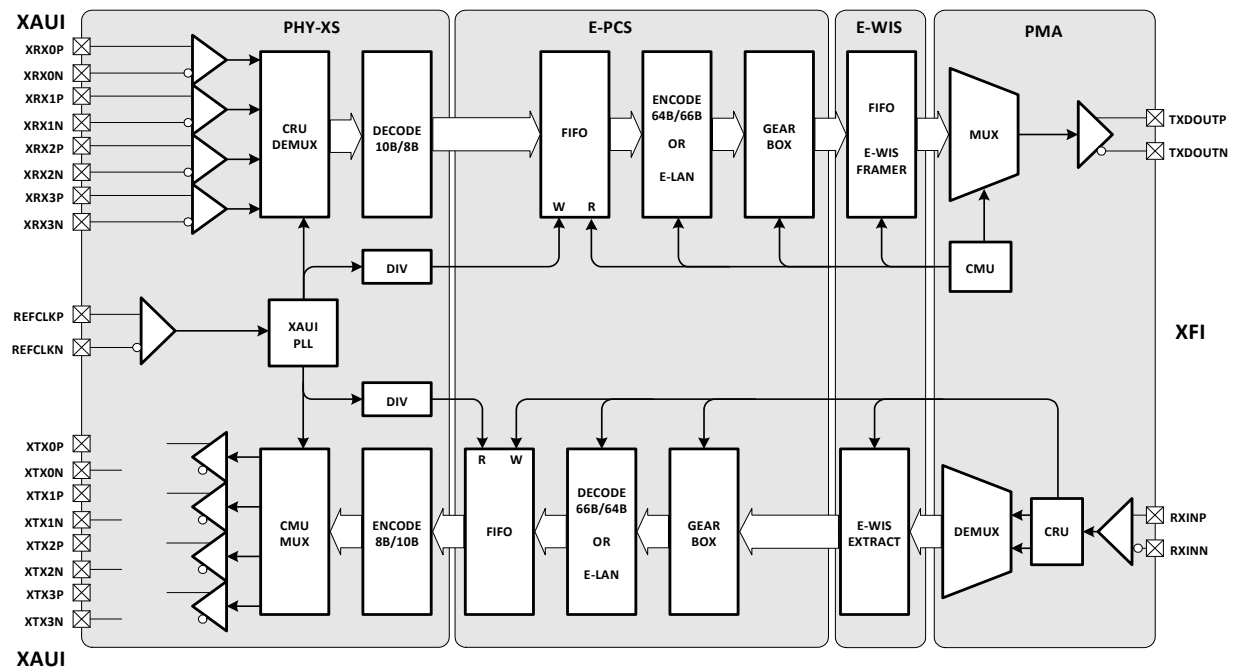 XAUI
PHY-XS
E-PCS
E-WIS
PMA
XRX0P
XRX0N
XRX1P
XRX1N
XRX2P
XRX2N
XRX3P
XRX3N
CRU
DEMUX
DECODE
10B/8B
FIFO
W R
ENCODE
64B/66B
OR
E-LAN
GEAR
BOX
FIFO
E-WIS
FRAMER
MUX
TXDOUTP
TXDOUTN
DIV
CMU
REFCLKP
REFCLKN
XAUI
PLL
XFI
DIV
XTX0P
XTX0N
XTX1P
XTX1N
XTX2P
XTX2N
XTX3P
XTX3N
CMU
MUX
ENCODE
8B/10B
R W
FIFO
DECODE
66B/64B
OR
E-LAN
GEAR
BOX
E-WIS
EXTRACT
DEMUX
CRU
RXINP
RXINN
XAUI